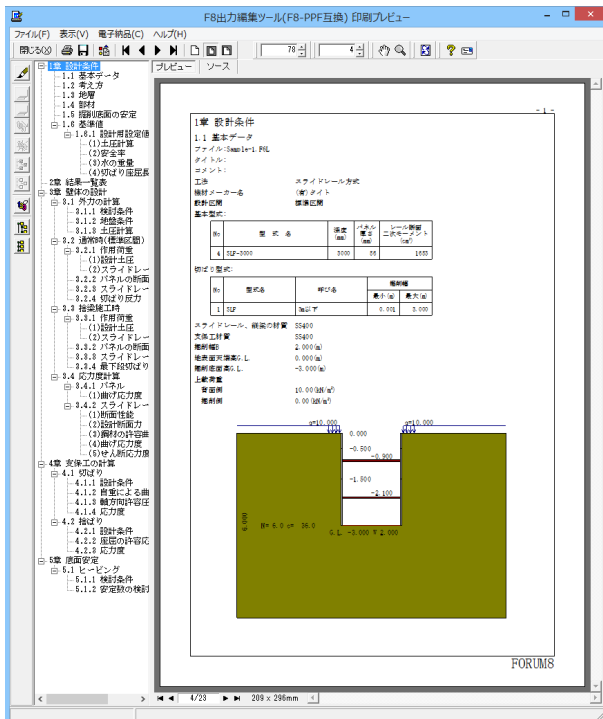 F8出力編集ツール(F8-PPF互換) 印刷プレビュー
ファイル(F) 表示(V) 電子納品(C) ヘルプ(H)
閉じる(X)
78
4
プレビュー
ソース
1章 設計条件
1.1 基本データ
1.2 考え方
1.3 地層
1.4 部材
1.5 掘削底面の安定
1.6 基準値
1.6.1 設計用設定値
(1)土圧計算
(2)安全率
(3)水の重量
(4)切ばり座屈長
2章 結果一覧表
3章 壁体の設計
3.1 外力の計算
3.1.1 検討条件
3.1.2 地盤条件
3.1.3 土圧計算
3.2 通常時(標準区間)
3.2.1 作用荷重
(1)設計土圧
(2)スライドレー
3.2.2 パネルの断面
3.2.3 スライドレー
3.2.4 切ばり反力
3.3 捨梁施工時
3.3.1 作用荷重
(1)設計土圧
(2)スライドレー
3.3.2 パネルの断面
3.3.3 スライドレー
3.3.4 最下段切ばり
3.4 応力度計算
3.4.1 パネル
(1)曲げ応力度
3.4.2 スライドレー
(1)断面性能
(2)設計断面力
(3)鋼材の許容曲
(4)曲げ応力度
(5)せん断応力度
4章 支保工の計算
4.1 切ばり
4.1.1 設計条件
4.1.2 自重による曲
4.1.3 軸方向許容圧
4.1.4 応力度
4.2 捨ばり
4.2.1 設計条件
4.2.2 座屈の許容応
4.2.3 応力度
5章 底面安定
5.1 ヒービング
5.1.1 検討条件
5.1.2 安定数の検討
- 1 -
1章 設計条件
1.1 基本データ
ファイル:Sample-1.F6L
タイトル:
コメント:
工法 スライドレール方式
機材メーカー名 (有)タイト
設計区間 標準区間
基本型式:
No 型 式 名 深度(mm) パネル厚さ(mm) レール断面二次モーメント(cm⁴)
4 SLF-3000 3000 56 1653
切ばり型式:
No 型式名 呼び名 掘削幅
最小(m) 最大(m)
1 SLF 3m以下 0.001 3.000
スライドレール、縦梁の材質 SS400
支保工材質 SS400
掘削幅B 2.000(m)
地表面天端高G.L. 0.000(m)
掘削底面高G.L. -3.000(m)
上載荷重
背面側 10.00(kN/m²)
掘削側 0.00(kN/m²)
q=10.000 q=10.000
0.000
-0.500
-0.900
-1.500
-2.100
6.000
N= 6.0 c= 36.0
G.L. -3.000 ▽ 2.000
FORUM8
4/23
209 x 296mm